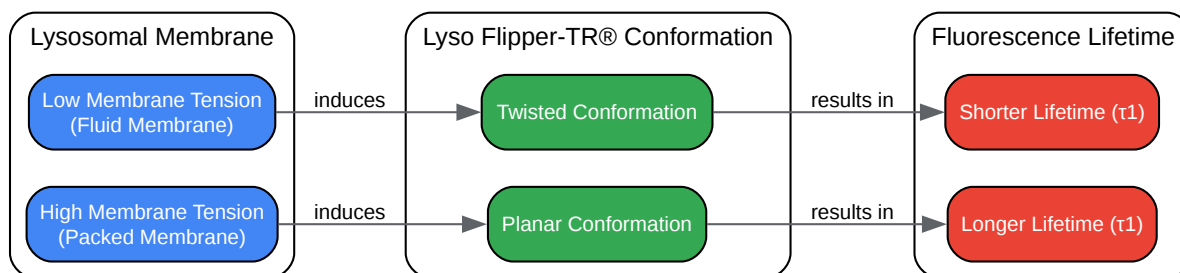 Lysosomal Membrane
Lyso Flipper-TR® Conformation
Fluorescence Lifetime
Low Membrane Tension
(Fluid Membrane)
induces
Twisted Conformation
results in
Shorter Lifetime (τ1)
High Membrane Tension
(Packed Membrane)
induces
Planar Conformation
results in
Longer Lifetime (τ1)